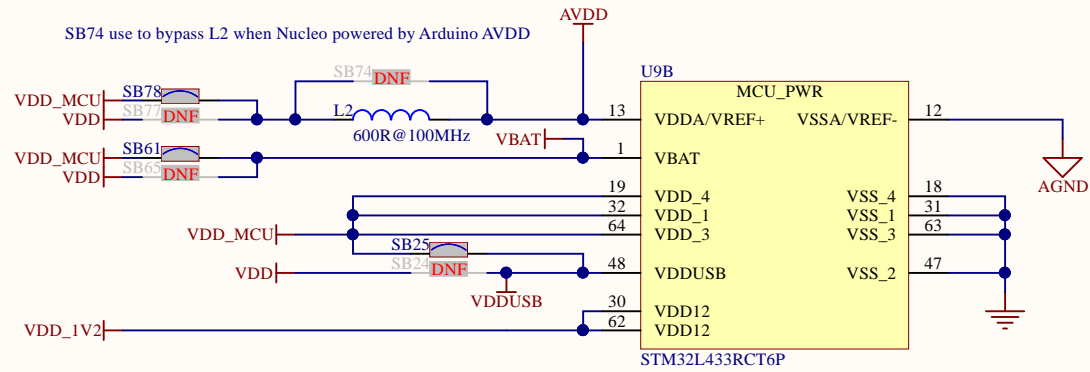 AVDD
SB74 use to bypass L2 when Nucleo powered by Arduino AVDD
SB74 DNF
U9B
MCU_PWR
VDD_MCU SB78
VDD SB77 DNF
L2
600R@100MHz
13 VDDA/VREF+ VSSA/VREF- 12
VBAT
VDD_MCU SB61
VDD SB65 DNF
1 VBAT
AGND
19 VDD_4 VSS_4 18
32 VDD_1 VSS_1 31
VDD_MCU 64 VDD_3 VSS_3 63
SB25
VDD SB24 DNF
48 VDDUSB VSS_2 47
VDDUSB
30 VDD12
VDD_1V2 62 VDD12
STM32L433RCT6P